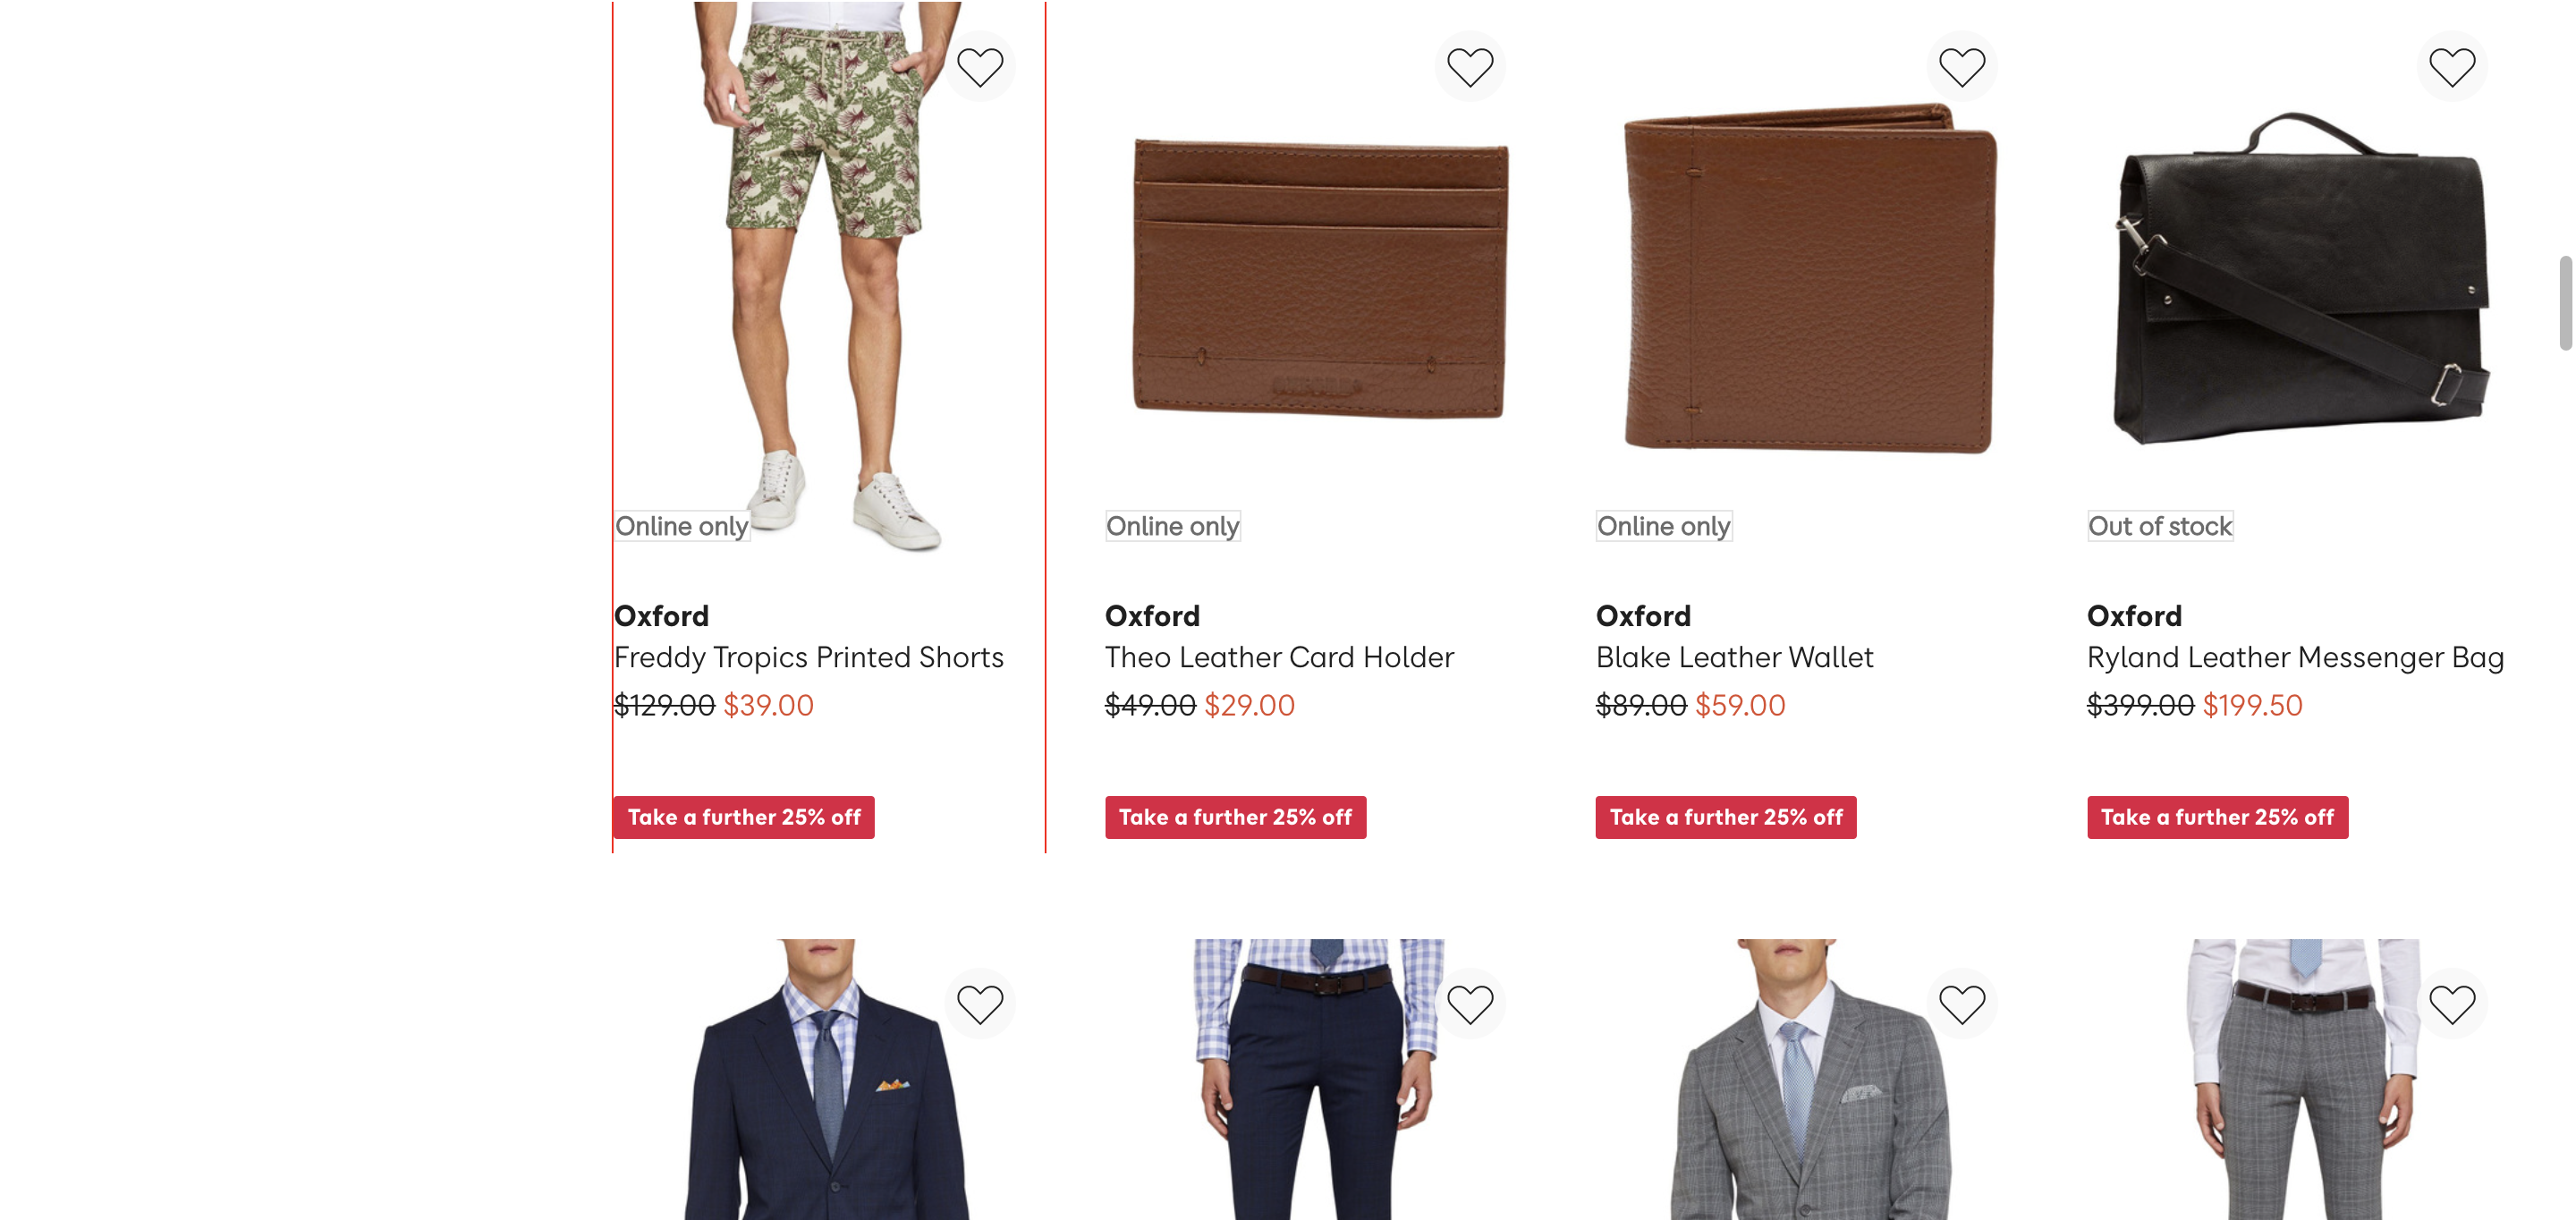 Online only
Online only
Online only
Out of stock
Oxford
Freddy Tropics Printed Shorts
$129.00 $39.00
Take a further 25% off
Oxford
Theo Leather Card Holder
$49.00 $29.00
Take a further 25% off
Oxford
Blake Leather Wallet
$89.00 $59.00
Take a further 25% off
Oxford
Ryland Leather Messenger Bag
$399.00 $199.50
Take a further 25% off